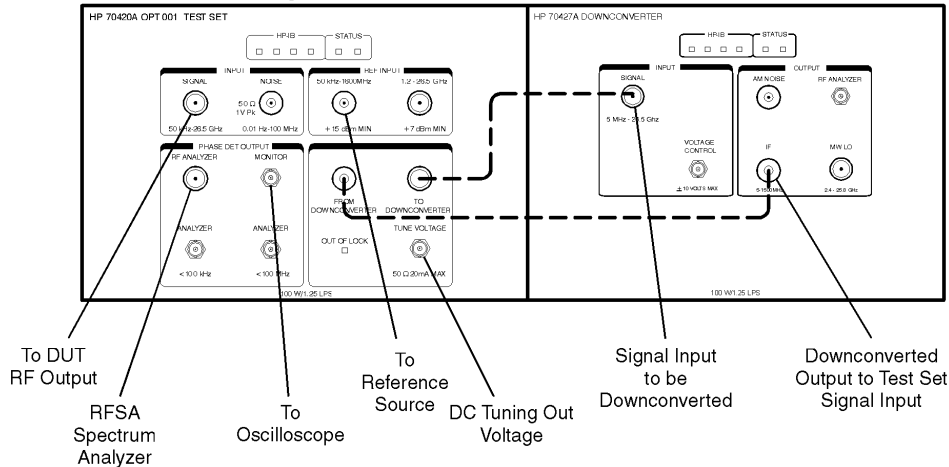 HP 70420A OPT 001 TEST SET
HP-IB
STATUS
INPUT
SIGNAL
NOISE
50 Ω
1V Pk
50 kHz-26.5 GHz
0.01 Hz-100 MHz
REF INPUT
50 kHz-1600MHz
1.2 - 26.5 GHz
+15 dBm MIN
+7 dBm MIN
PHASE DET OUTPUT
RF ANALYZER
MONITOR
ANALYZER
ANALYZER
<100 kHz
<100 MHz
FROM
DOWNCONVERTER
TO
DOWNCONVERTER
OUT OF LOCK
TUNE VOLTAGE
50 Ω 20mA MAX
100 W/1.25 LPS
HP 70427A DOWNCONVERTER
HP-IB
STATUS
INPUT
SIGNAL
5 MHz - 26.5 Ghz
VOLTAGE
CONTROL
±10 VOLTS MAX
OUTPUT
AM NOISE
RF ANALYZER
IF
MW LO
5-1500MHz
2.4 - 25.8 GHz
100 W/1.25 LPS
To DUT
RF Output
RFSA
Spectrum
Analyzer
To
Oscilloscope
To
Reference
Source
DC Tuning Out
Voltage
Signal Input
to be
Downconverted
Downconverted
Output to Test Set
Signal Input